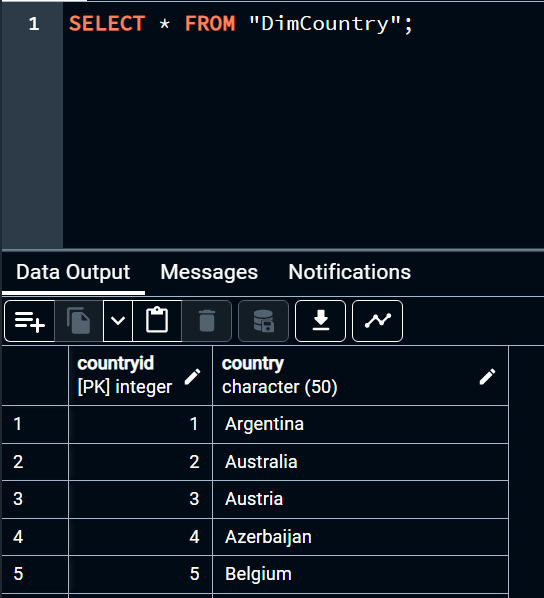 1 SELECT * FROM "DimCountry";
Data Output Messages Notifications
countryid country
[PK] integer character (50)
1 1 Argentina
2 2 Australia
3 3 Austria
4 4 Azerbaijan
5 5 Belgium